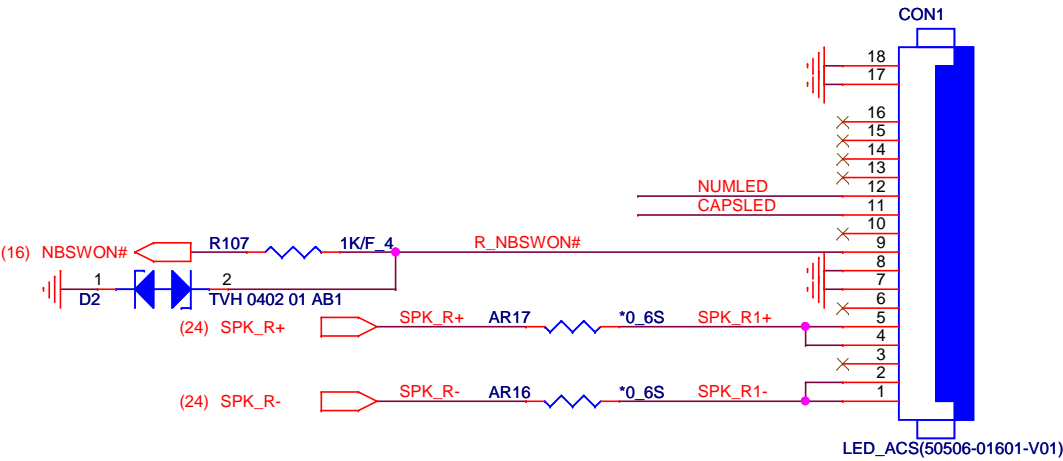 CON1
18
17
16
15
14
13
NUMLED 12
CAPSLED 11
10
(16) NBSWON# R107 1K/F_4 R_NBSWON# 9
8
1 2 7
D2 TVH 0402 01 AB1 6
(24) SPK_R+ SPK_R+ AR17 *0_6S SPK_R1+ 5
4
3
2
(24) SPK_R- SPK_R- AR16 *0_6S SPK_R1- 1
LED_ACS(50506-01601-V01)